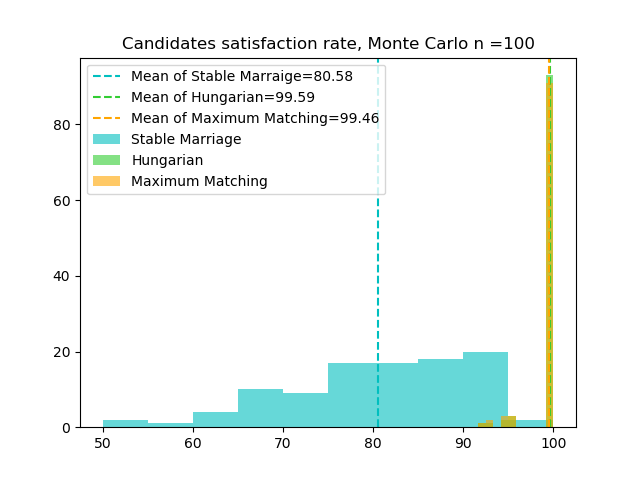 Candidates satisfaction rate, Monte Carlo n =100
Mean of Stable Marraige=80.58
Mean of Hungarian=99.59
Mean of Maximum Matching=99.46
Stable Marriage
Hungarian
Maximum Matching
80
60
40
20
0
50 60 70 80 90 100